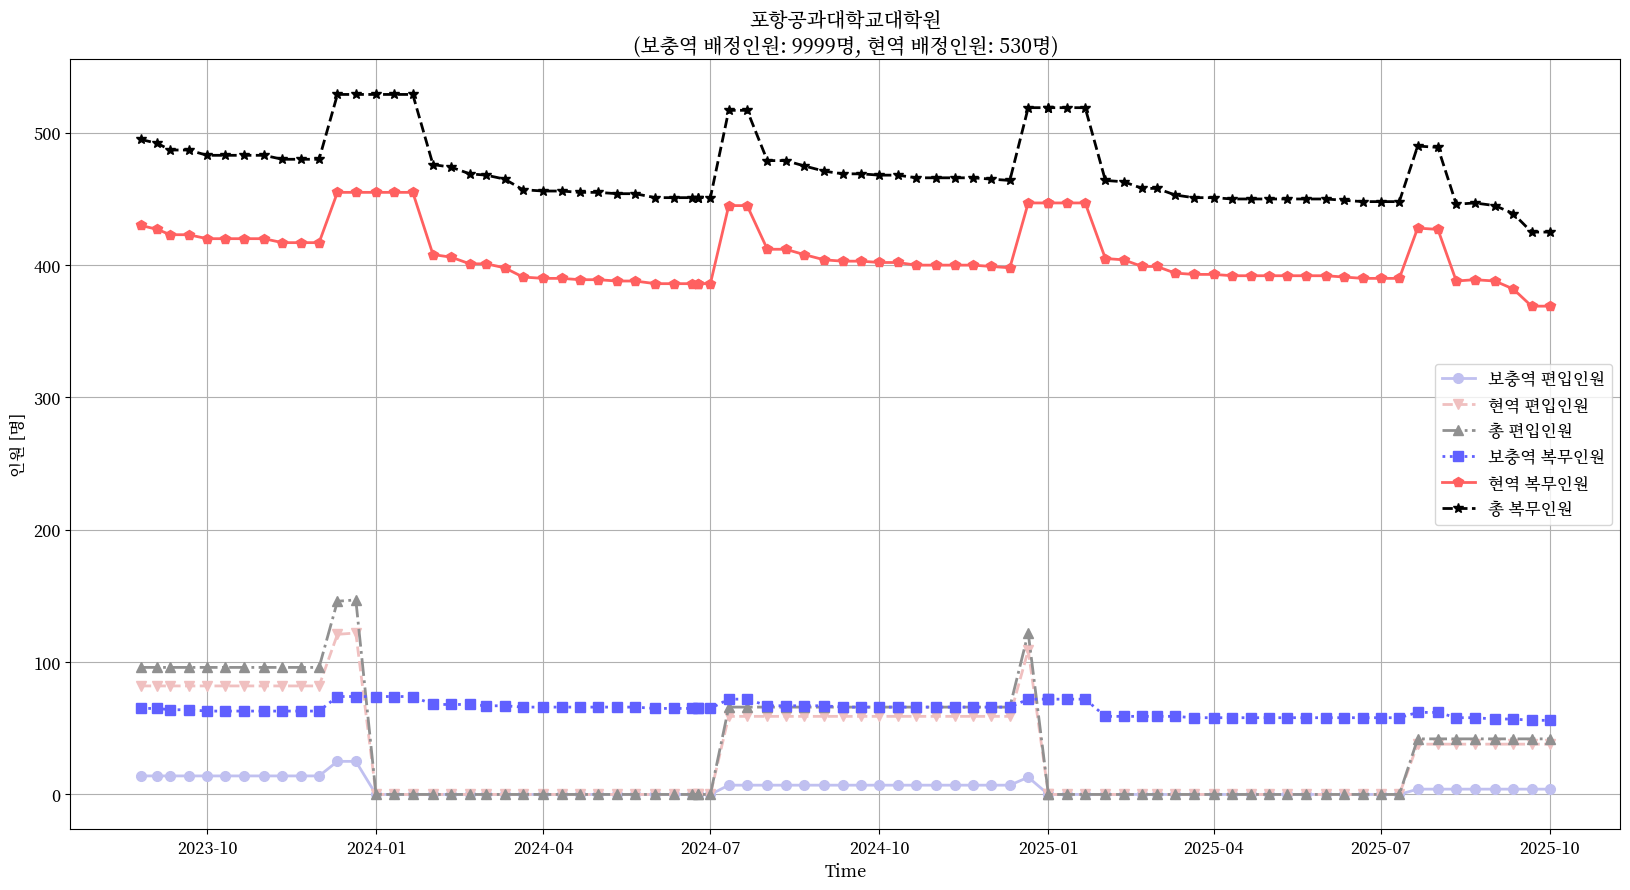 포항공과대학교대학원
(보충역 배정인원: 9999명, 현역 배정인원: 530명)
인원 [명]
500
400
300
200
100
0
보충역 편입인원
현역 편입인원
총 편입인원
보충역 복무인원
현역 복무인원
총 복무인원
2023-10 2024-01 2024-04 2024-07 2024-10 2025-01 2025-04 2025-07 2025-10
Time